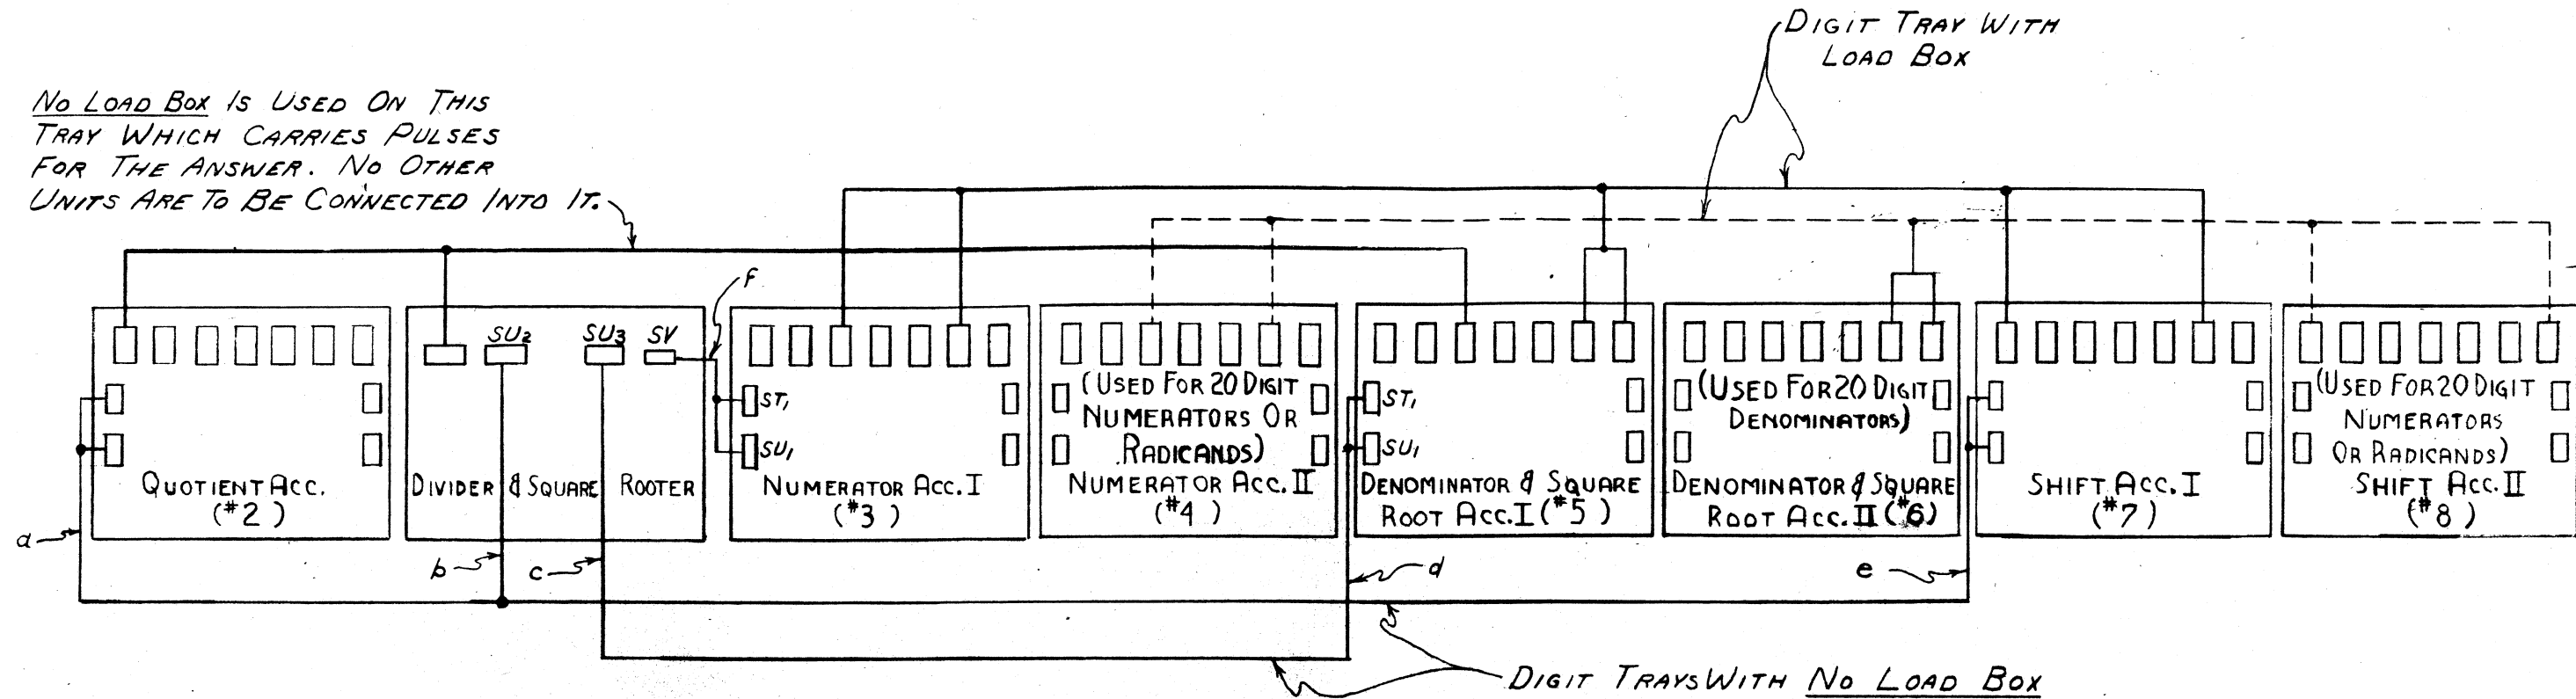 DIGIT TRAY WITH
LOAD BOX
NO LOAD BOX IS USED ON THIS
TRAY WHICH CARRIES PULSES
FOR THE ANSWER. NO OTHER
UNITS ARE TO BE CONNECTED INTO IT.
f
SU2
SU3
SV
ST1
SU1
QUOTIENT ACC.
(#2)
DIVIDER & SQUARE ROOTER
NUMERATOR ACC. I
(#3)
(USED FOR 20 DIGIT
NUMERATORS OR
RADICANDS)
NUMERATOR ACC. II
(#4)
ST1
SU1
DENOMINATOR & SQUARE
ROOT ACC. I (#5)
(USED FOR 20 DIGIT
DENOMINATORS)
DENOMINATOR & SQUARE
ROOT ACC. II (#6)
SHIFT ACC. I
(#7)
(USED FOR 20 DIGIT
NUMERATORS
OR RADICANDS)
SHIFT ACC. II
(#8)
a
b
c
d
e
DIGIT TRAYS WITH NO LOAD BOX